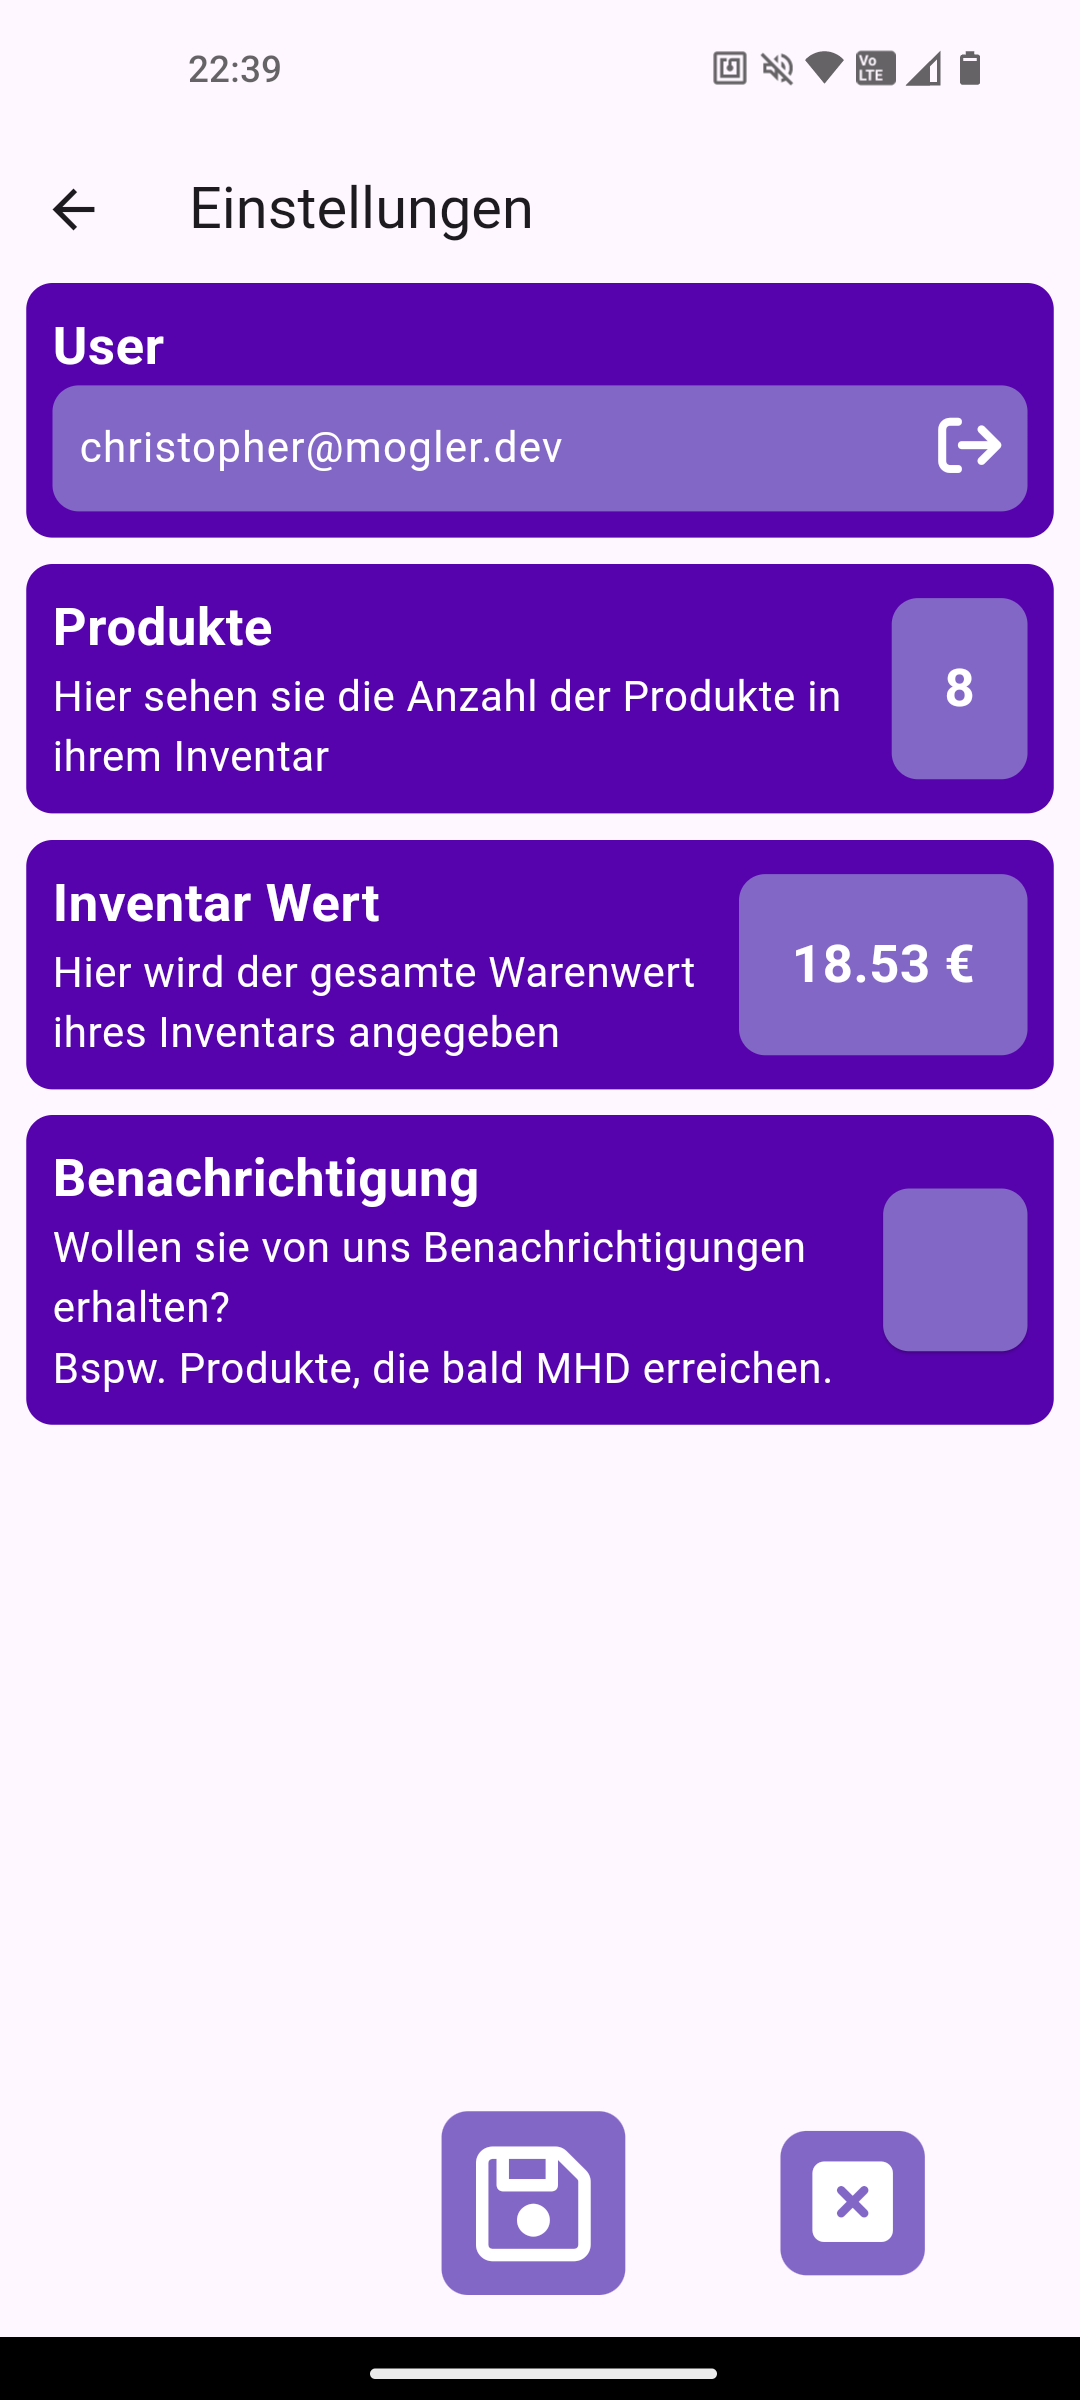 22:39
Vo
LTE
Einstellungen
User
christopher@mogler.dev
Produkte
Hier sehen sie die Anzahl der Produkte in
ihrem Inventar
8
Inventar Wert
Hier wird der gesamte Warenwert
ihres Inventars angegeben
18.53 €
Benachrichtigung
Wollen sie von uns Benachrichtigungen
erhalten?
Bspw. Produkte, die bald MHD erreichen.